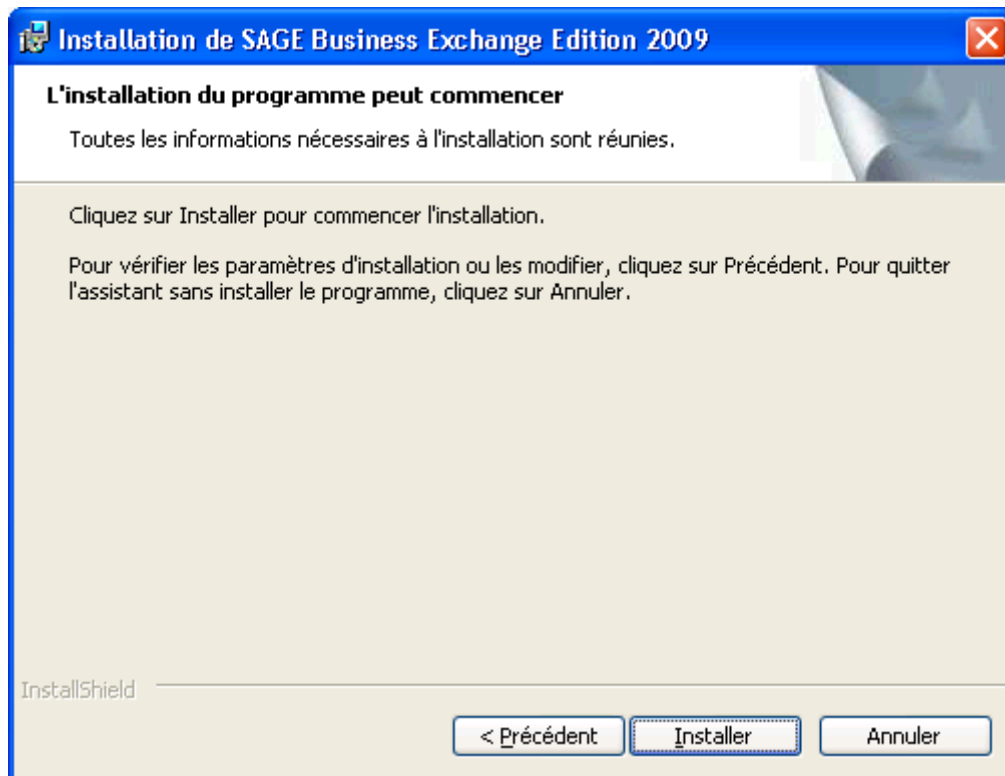 Installation de SAGE Business Exchange Edition 2009
L'installation du programme peut commencer
Toutes les informations nécessaires à l'installation sont réunies.
Cliquez sur Installer pour commencer l'installation.
Pour vérifier les paramètres d'installation ou les modifier, cliquez sur Précédent. Pour quitter
l'assistant sans installer le programme, cliquez sur Annuler.
InstallShield
< Précédent
Installer
Annuler